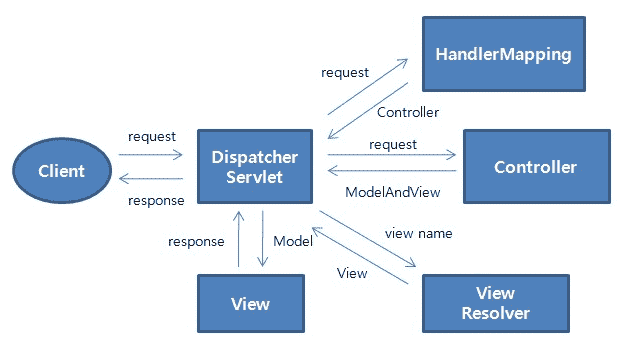 HandlerMapping
request
Controller
request
request
Client
Dispatcher
Servlet
Controller
response
ModelAndView
response
Model
view name
View
View
View
Resolver